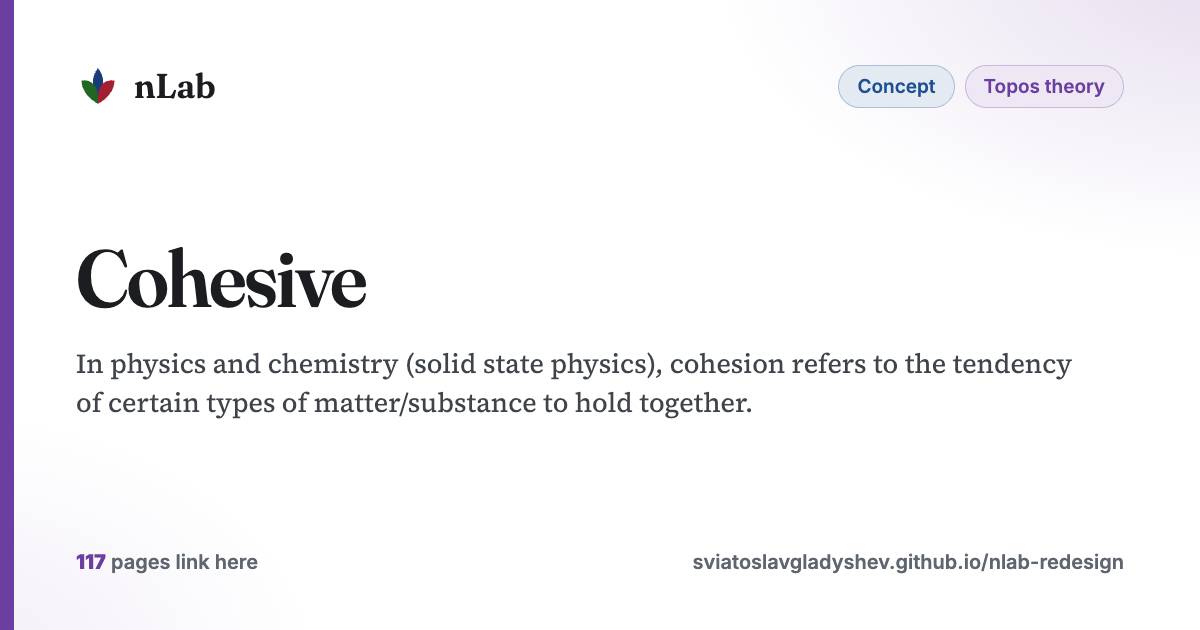 nLab
Concept
Topos theory
Cohesive
In physics and chemistry (solid state physics), cohesion refers to the tendency
of certain types of matter/substance to hold together.
117 pages link here
sviatoslavgladyshev.github.io/nlab-redesign